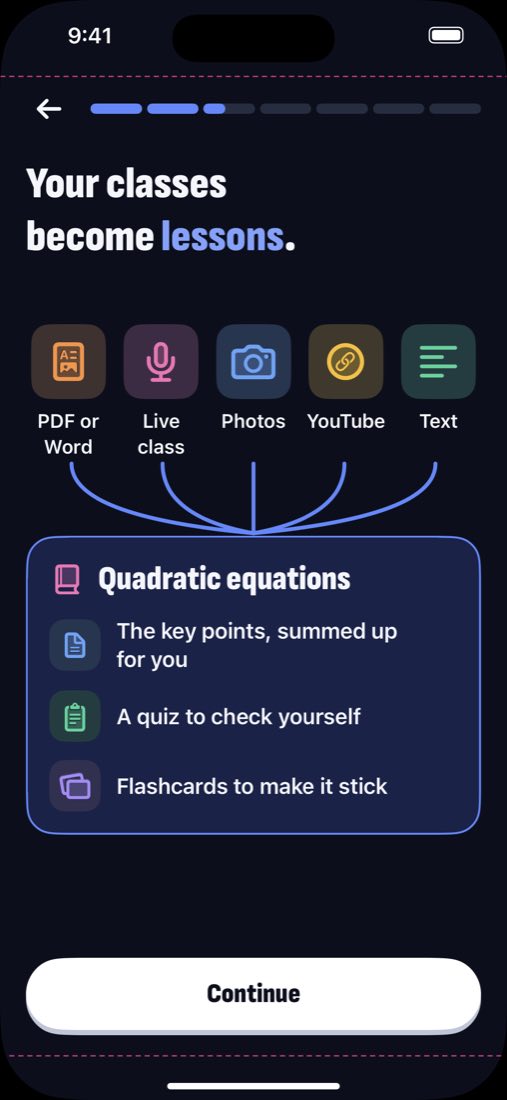 9:41
Your classes
become lessons.
PDF or
Word
Live
class
Photos
YouTube
Text
Quadratic equations
The key points, summed up
for you
A quiz to check yourself
Flashcards to make it stick
Continue